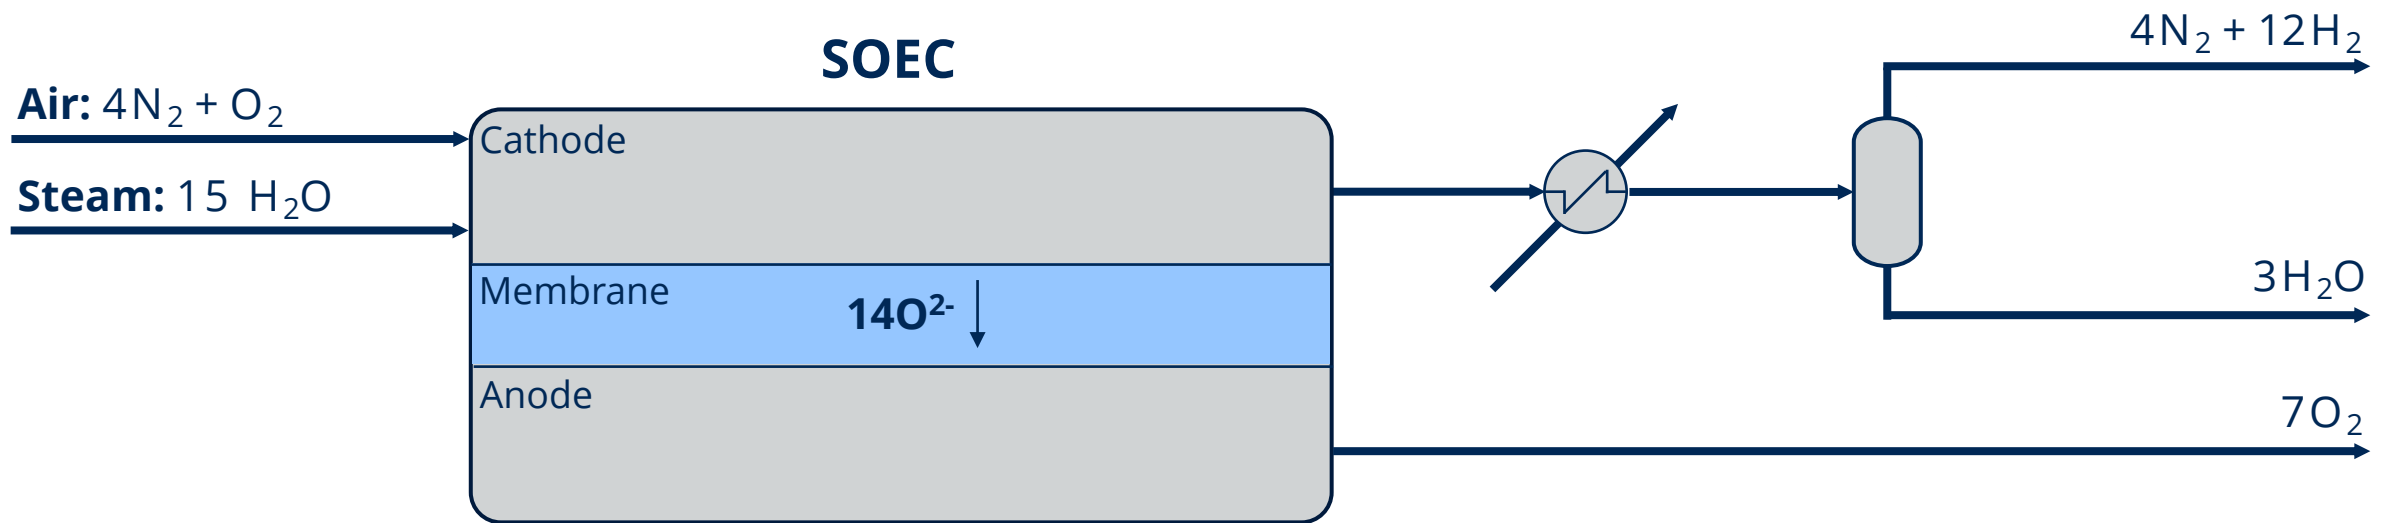 SOEC
Air: 4N₂ + O₂
Steam: 15 H₂O
Cathode
Membrane
14O²⁻
Anode
4N₂ + 12H₂
3H₂O
7O₂